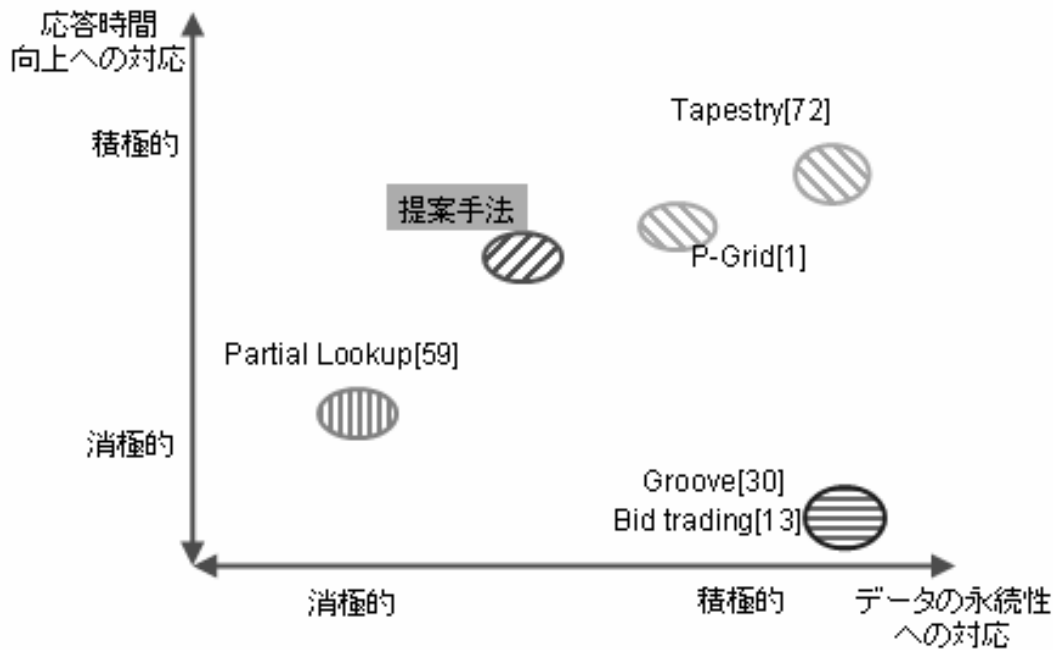 応答時間
向上への対応
積極的
Tapestry[72]
提案手法
P-Grid[1]
Partial Lookup[59]
消極的
Groove[30]
Bid trading[13]
消極的
積極的
データの永続性
への対応